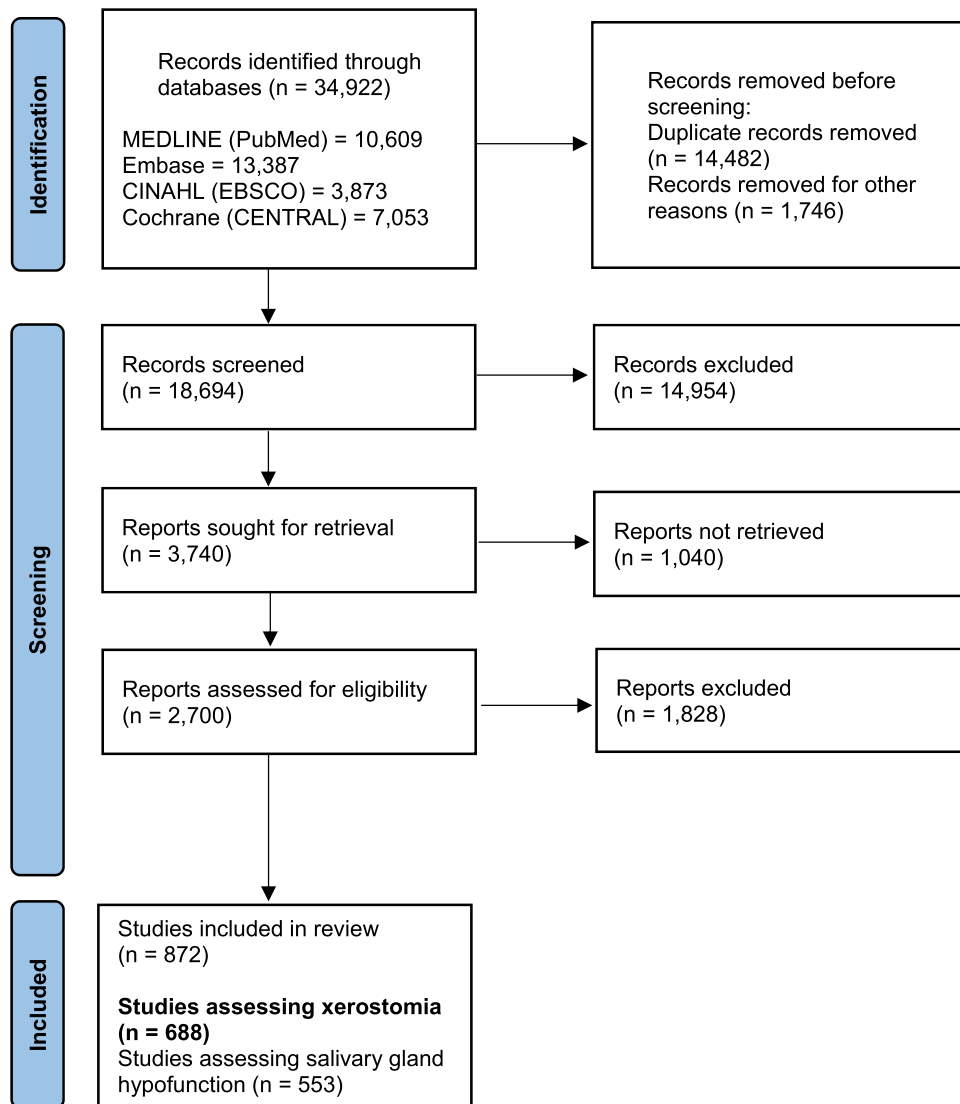 Identification
Records identified through
databases (n = 34,922)
MEDLINE (PubMed) = 10,609
Embase = 13,387
CINAHL (EBSCO) = 3,873
Cochrane (CENTRAL) = 7,053
Records removed before
screening:
Duplicate records removed
(n = 14,482)
Records removed for other
reasons (n = 1,746)
Screening
Records screened
(n = 18,694)
Records excluded
(n = 14,954)
Reports sought for retrieval
(n = 3,740)
Reports not retrieved
(n = 1,040)
Reports assessed for eligibility
(n = 2,700)
Reports excluded
(n = 1,828)
Included
Studies included in review
(n = 872)
Studies assessing xerostomia
(n = 688)
Studies assessing salivary gland
hypofunction (n = 553)